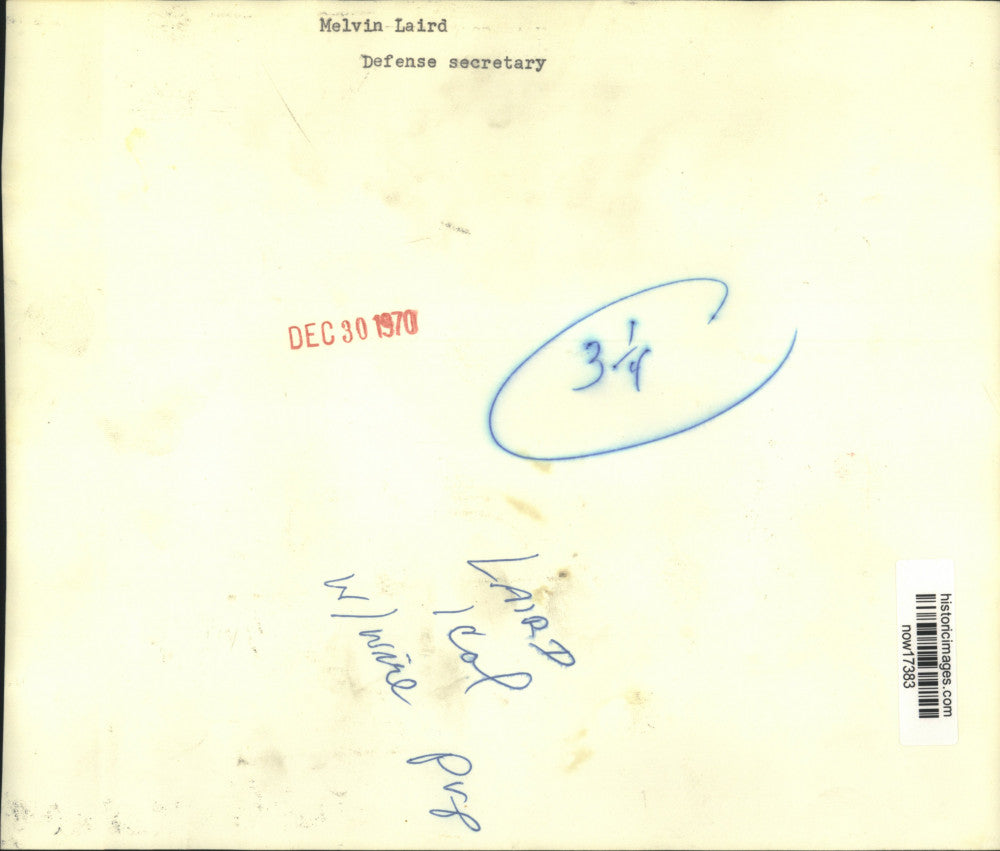 Melvin Laird
Defense secretary
DEC 30 1970
3 1/4
LAIRD
1 col
w/wire
historicimages.com
now17383